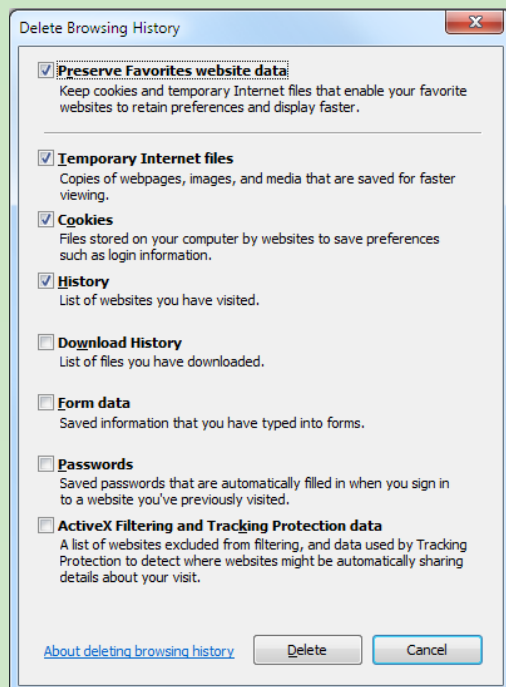 Delete Browsing History
Preserve Favorites website data
Keep cookies and temporary Internet files that enable your favorite
websites to retain preferences and display faster.
Temporary Internet files
Copies of webpages, images, and media that are saved for faster
viewing.
Cookies
Files stored on your computer by websites to save preferences
such as login information.
History
List of websites you have visited.
Download History
List of files you have downloaded.
Form data
Saved information that you have typed into forms.
Passwords
Saved passwords that are automatically filled in when you sign in
to a website you've previously visited.
ActiveX Filtering and Tracking Protection data
A list of websites excluded from filtering, and data used by Tracking
Protection to detect where websites might be automatically sharing
details about your visit.
About deleting browsing history Delete Cancel